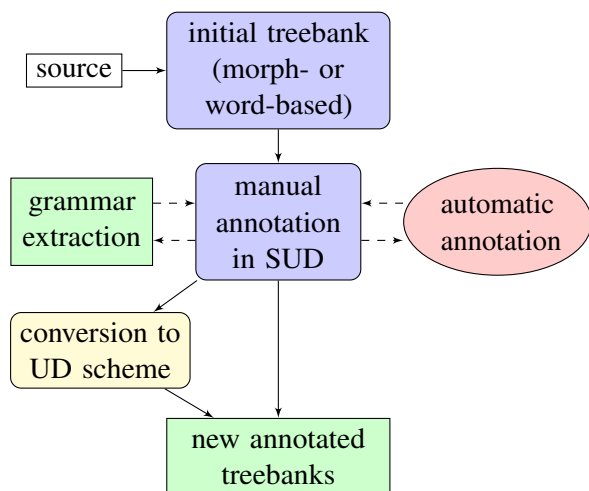 initial treebank
(morph- or
word-based)
source
manual
annotation
in SUD
grammar
extraction
automatic
annotation
conversion to
UD scheme
new annotated
treebanks